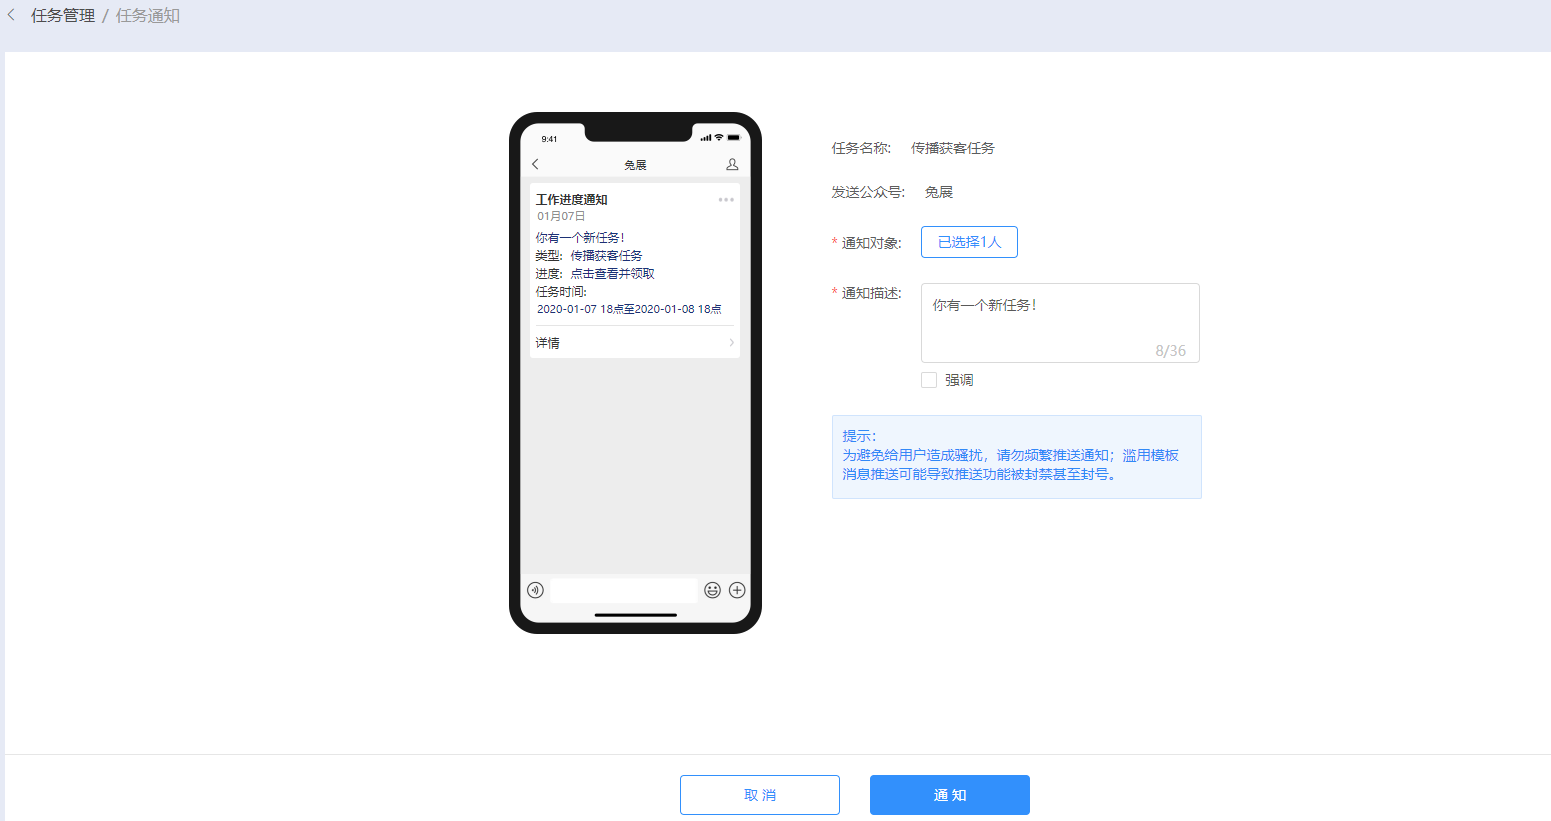 任务管理 / 任务通知
9:41
兔展
工作进度通知
01月07日
你有一个新任务！
类型：传播获客任务
进度：点击查看并领取
任务时间：
2020-01-07 18点至2020-01-08 18点
详情
任务名称： 传播获客任务
发送公众号： 兔展
* 通知对象： 已选择1人
* 通知描述： 你有一个新任务！
8/36
强调
提示：
为避免给用户造成骚扰，请勿频繁推送通知；滥用模板
消息推送可能导致推送功能被封禁甚至封号。
取 消
通 知